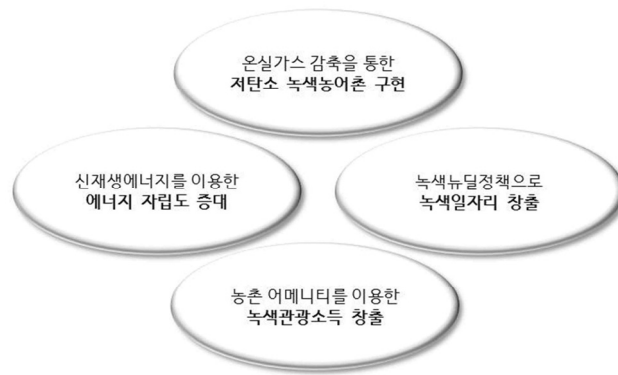 온실가스 감축을 통한
저탄소 녹색농어촌 구현
신재생에너지를 이용한
에너지 자립도 증대
녹색뉴딜정책으로
녹색일자리 창출
농촌 어메니티를 이용한
녹색관광소득 창출